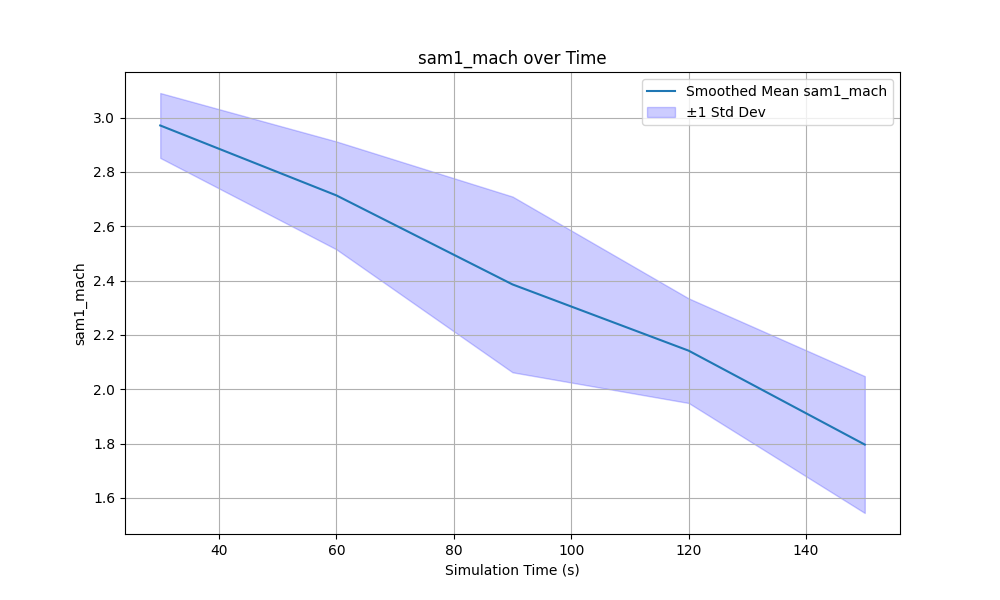 sam1_mach over Time
Smoothed Mean sam1_mach
±1 Std Dev
sam1_mach
3.0
2.8
2.6
2.4
2.2
2.0
1.8
1.6
40 60 80 100 120 140
Simulation Time (s)